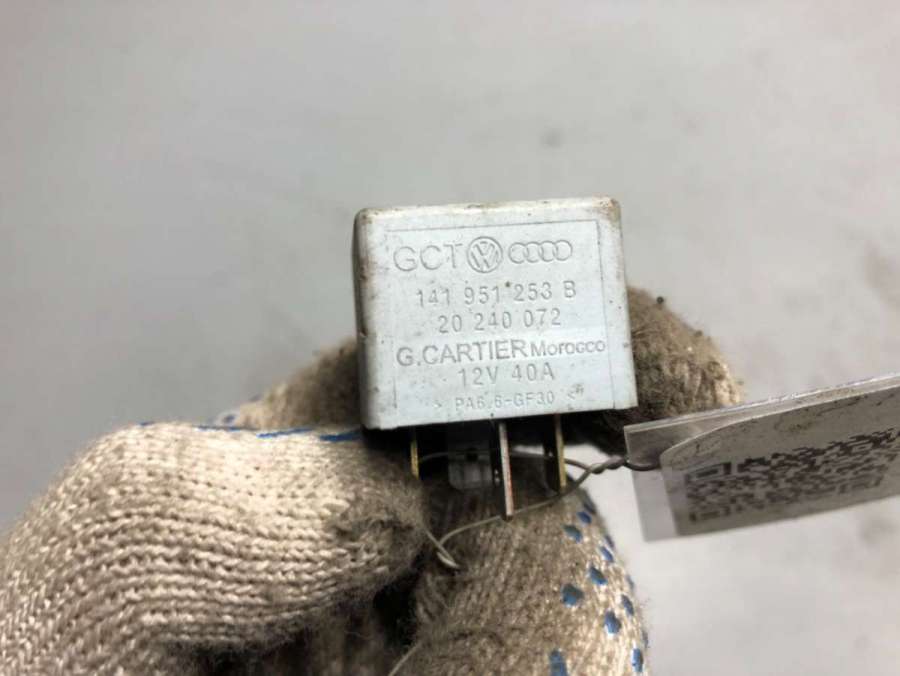 GCT
141 951 253 B
20 240 072
G.CARTIER Morocco
12V 40A
> PA6.6-GF30 <